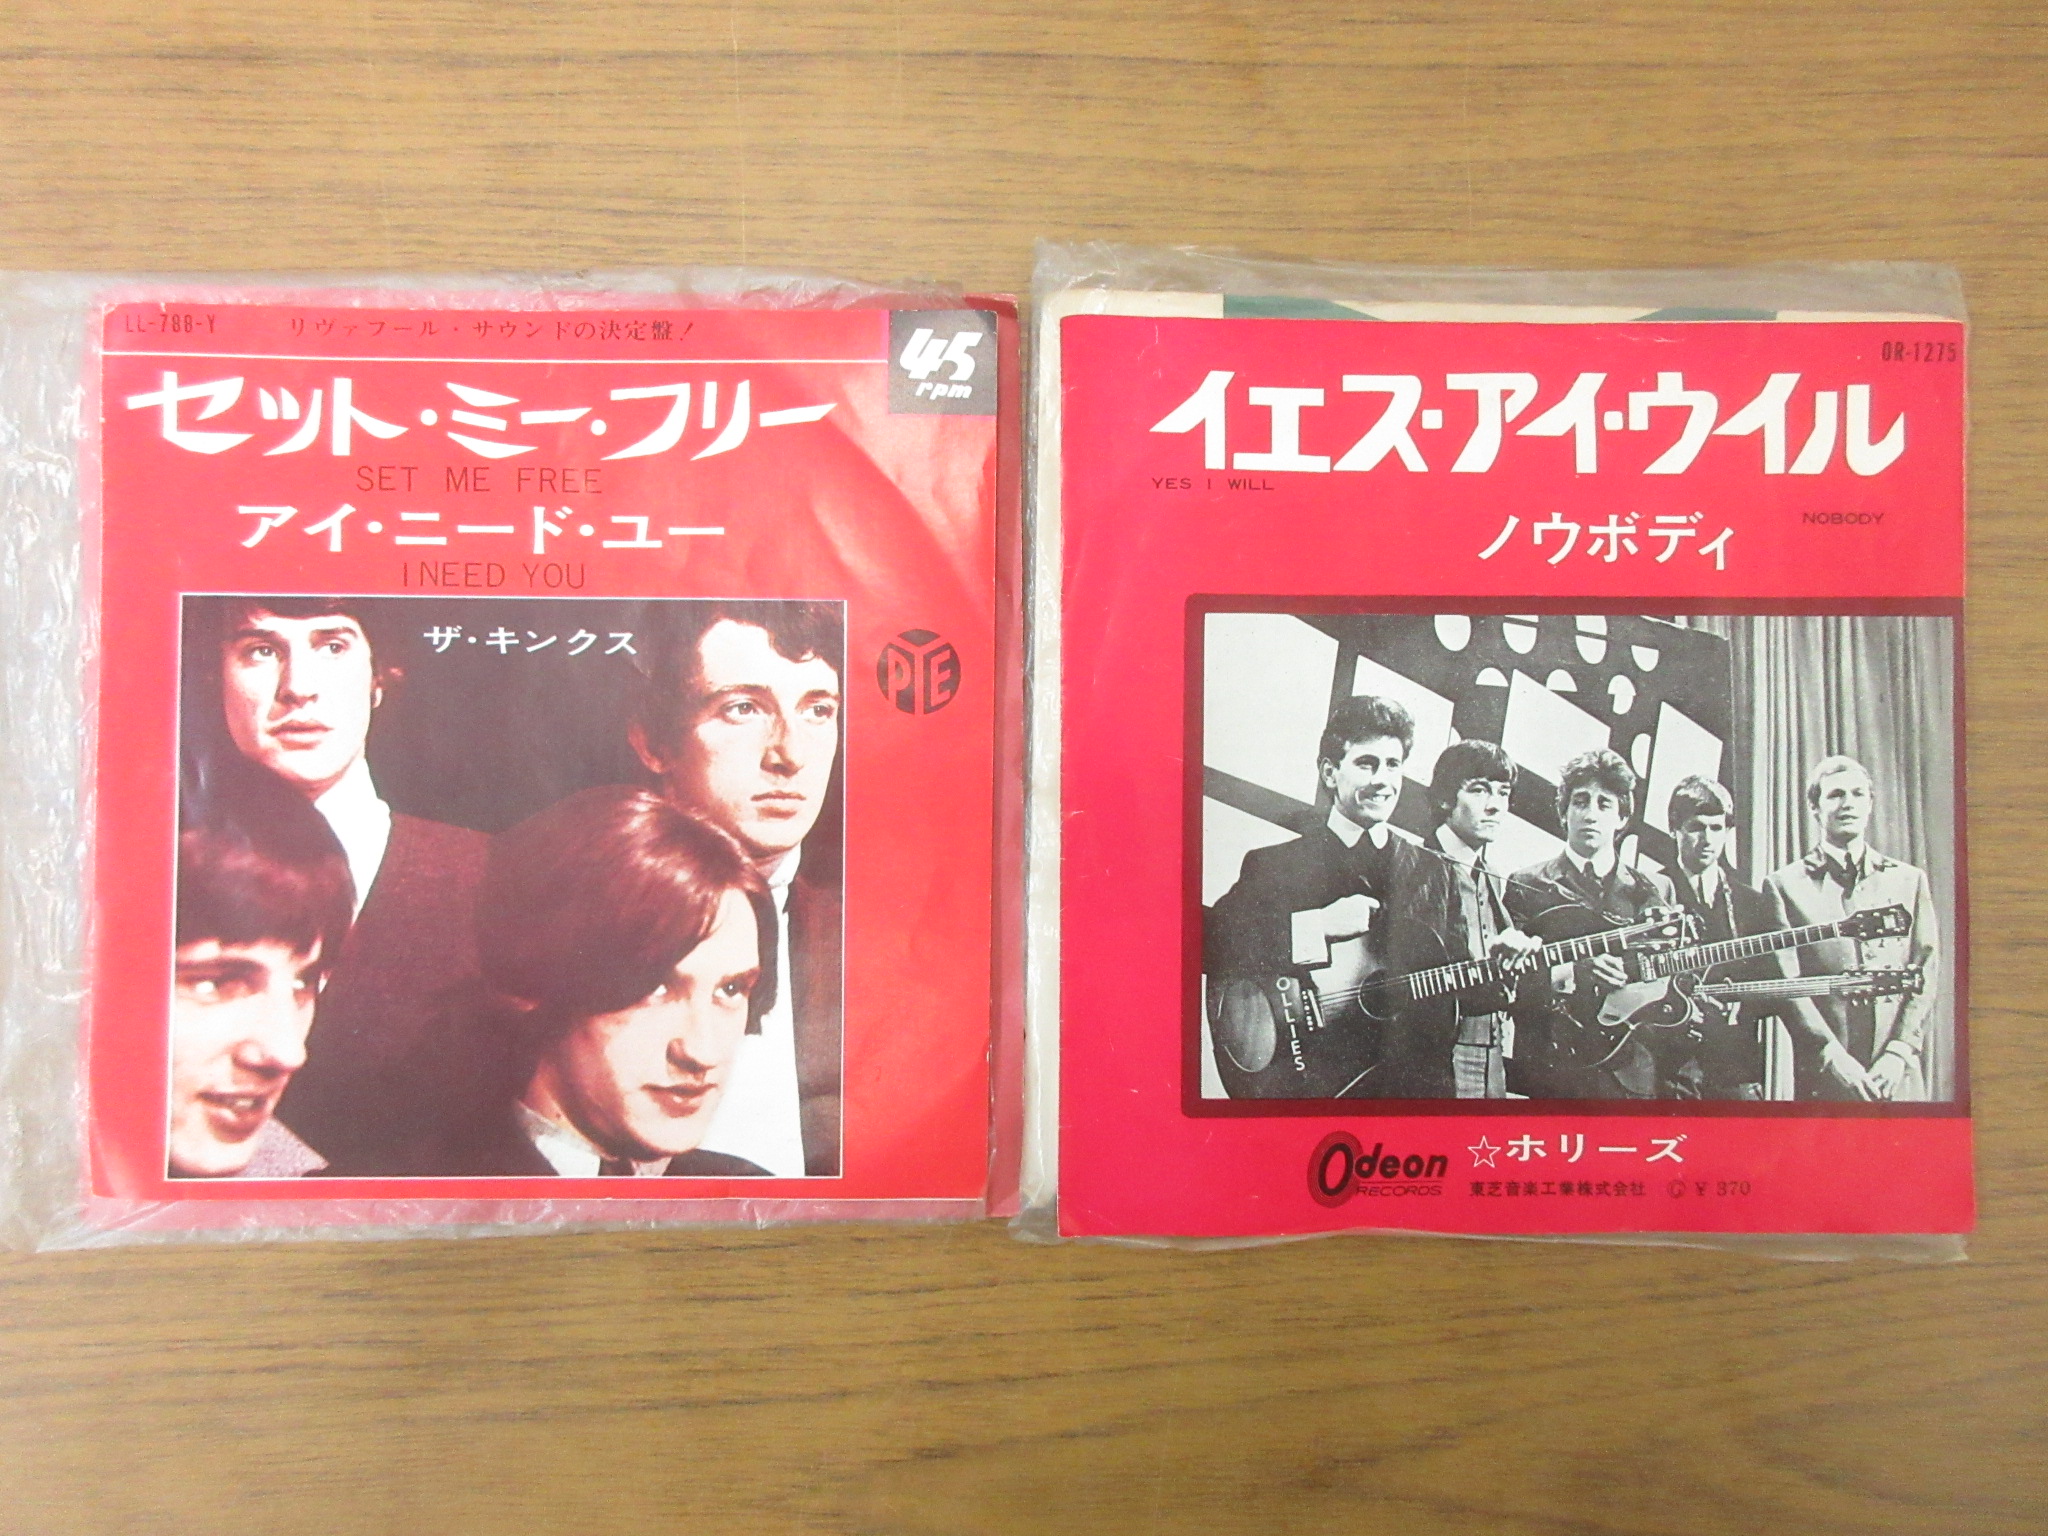 LL-788-Y
リヴァプール・サウンドの決定盤!
45
rpm
セット・ミー・フリー
SET ME FREE
アイ・ニード・ユー
I NEED YOU
ザ・キンクス
PYE
OR-1275
イエス・アイ・ウイル
YES I WILL
ノウボディ
NOBODY
OLLIES
Odeon
RECORDS
☆ホリーズ
東芝音楽工業株式会社 Ⓖ ¥ 370